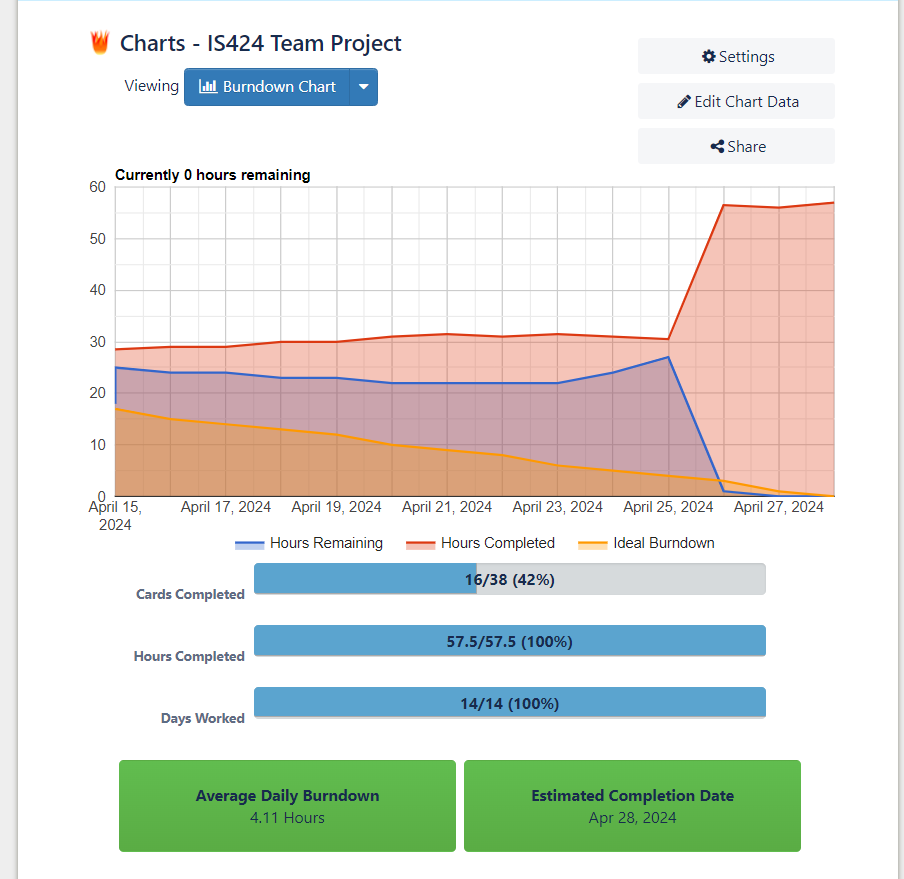 Charts - IS424 Team Project
Settings
Viewing
Burndown Chart
Edit Chart Data
Share
Currently 0 hours remaining
60
50
40
30
20
10
0
April 15, 2024
April 17, 2024
April 19, 2024
April 21, 2024
April 23, 2024
April 25, 2024
April 27, 2024
Hours Remaining
Hours Completed
Ideal Burndown
Cards Completed
16/38 (42%)
Hours Completed
57.5/57.5 (100%)
Days Worked
14/14 (100%)
Average Daily Burndown
4.11 Hours
Estimated Completion Date
Apr 28, 2024